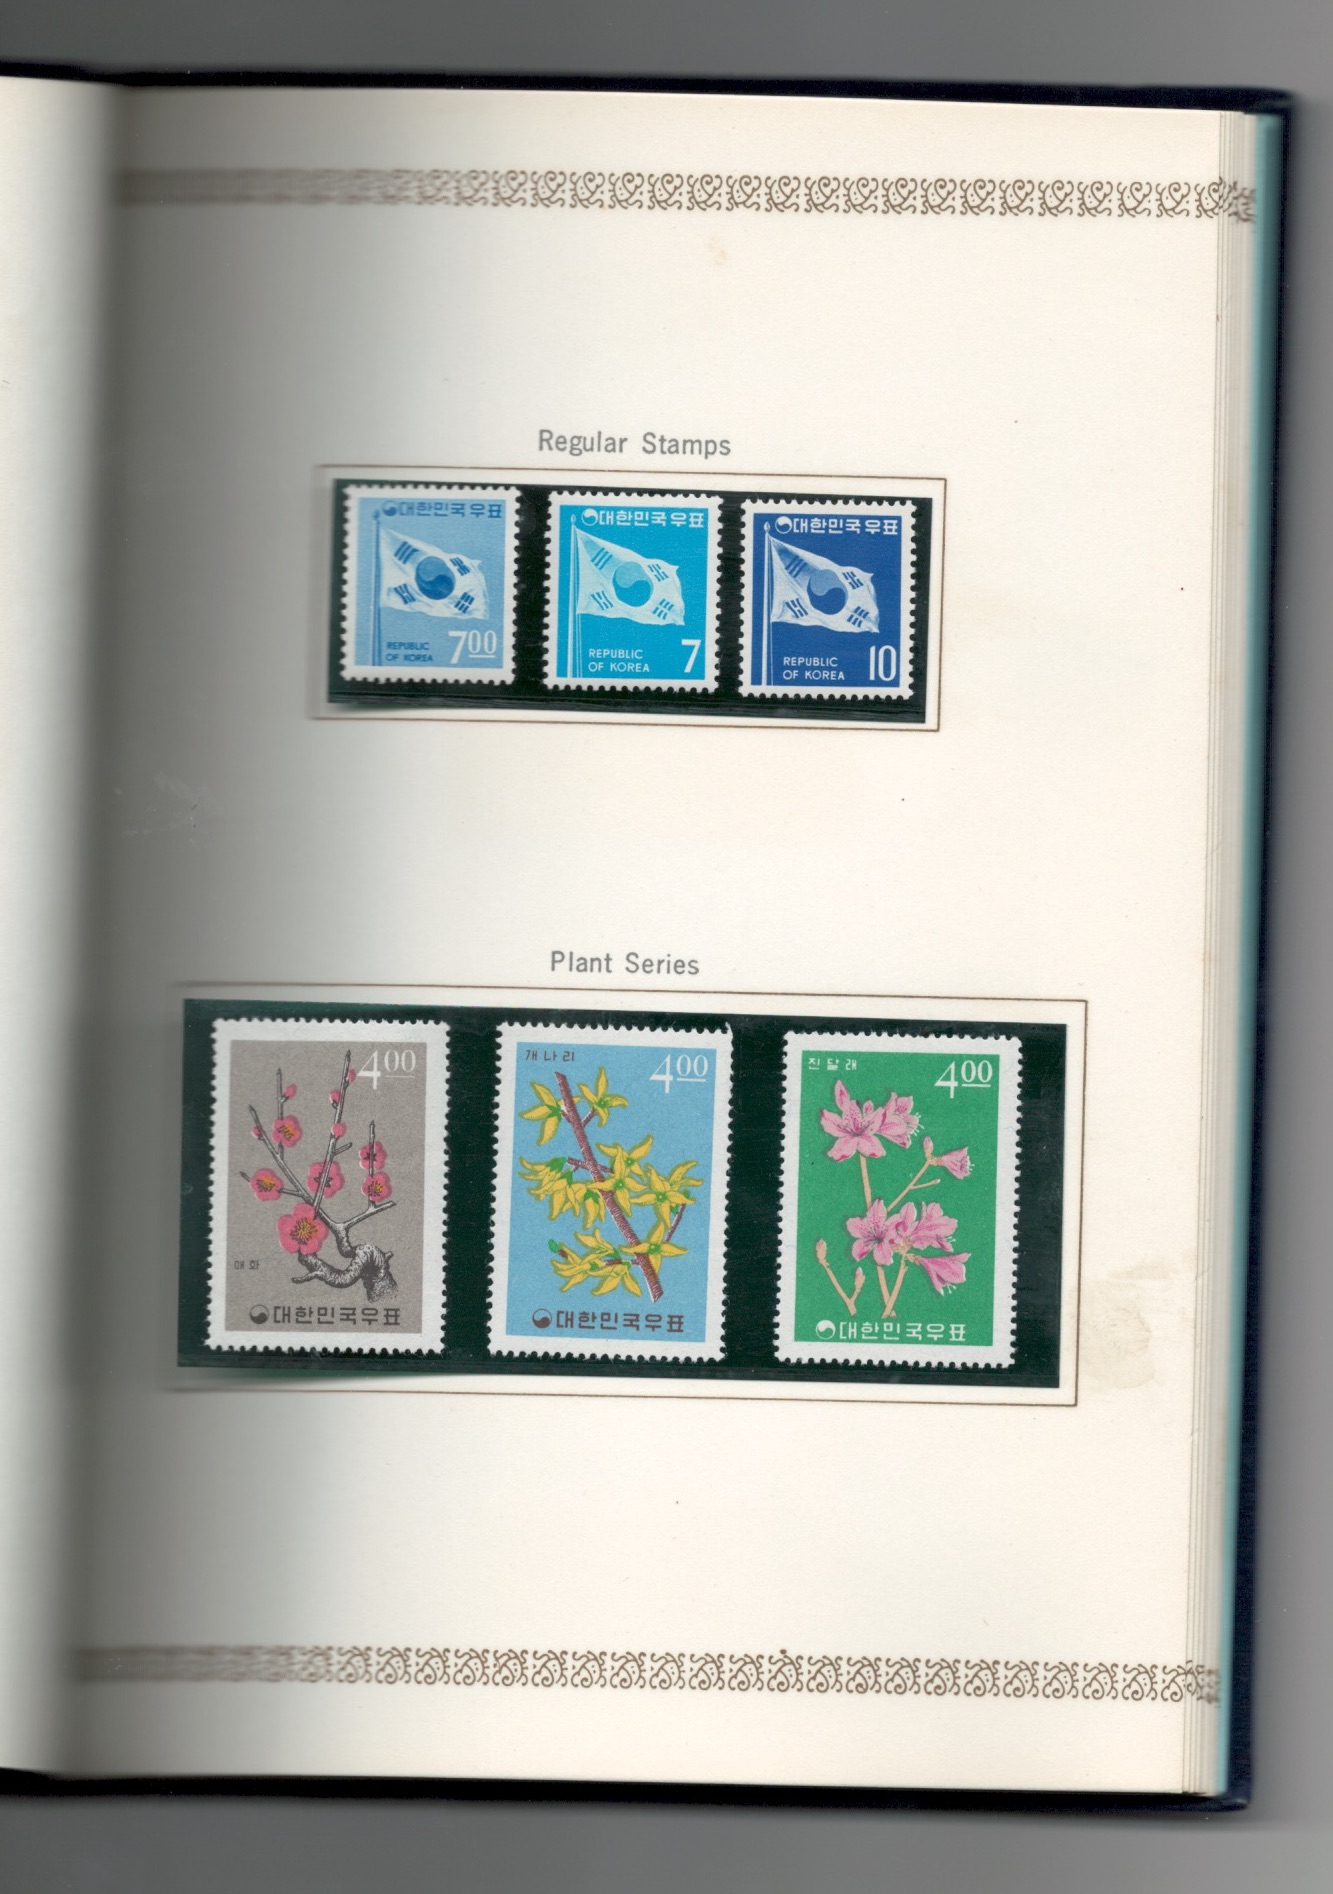 Regular Stamps
대한민국우표
REPUBLIC
OF KOREA
7 00
대한민국우표
REPUBLIC
OF KOREA
7
대한민국우표
REPUBLIC
OF KOREA
10
Plant Series
4 00
매화
대한민국우표
개나리
4 00
대한민국우표
진달래
4 00
대한민국우표